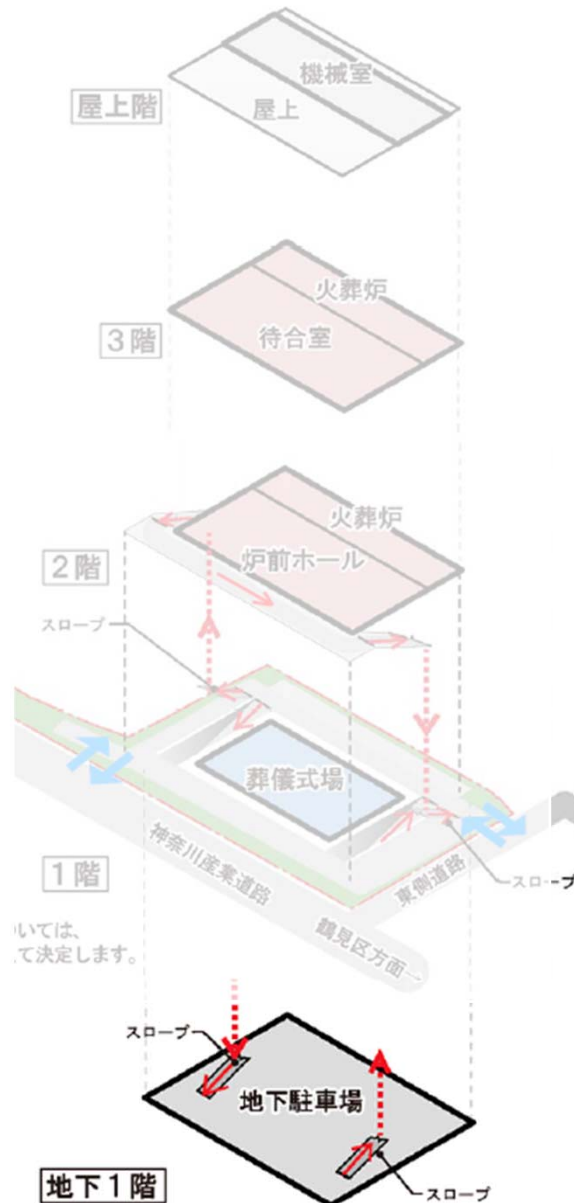 機械室
屋上階
屋上
火葬炉
3階
待合室
火葬炉
2階
炉前ホール
スロープ
葬儀式場
神奈川産業道路
東側道路
1階
スロープ
いては、
て決定します。
鶴見区方面
スロープ
地下駐車場
地下1階
スロープ